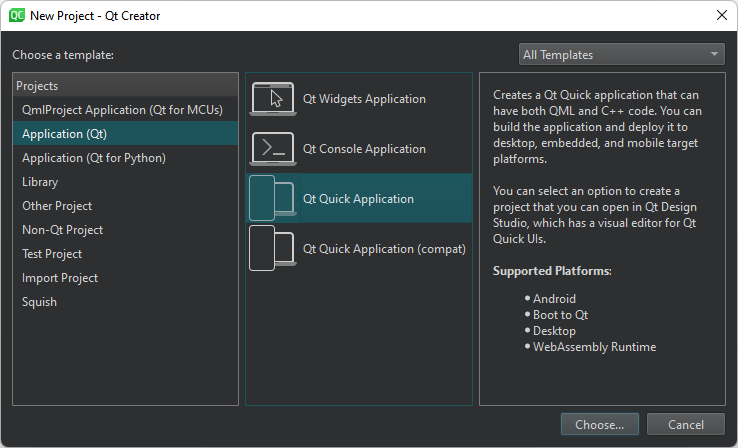 QC New Project - Qt Creator
Choose a template:
All Templates
Projects
QmlProject Application (Qt for MCUs)
Application (Qt)
Application (Qt for Python)
Library
Other Project
Non-Qt Project
Test Project
Import Project
Squish
Qt Widgets Application
Qt Console Application
Qt Quick Application
Qt Quick Application (compat)
Creates a Qt Quick application that can
have both QML and C++ code. You can
build the application and deploy it to
desktop, embedded, and mobile target
platforms.
You can select an option to create a
project that you can open in Qt Design
Studio, which has a visual editor for Qt
Quick UIs.
Supported Platforms:
• Android
• Boot to Qt
• Desktop
• WebAssembly Runtime
Choose...
Cancel